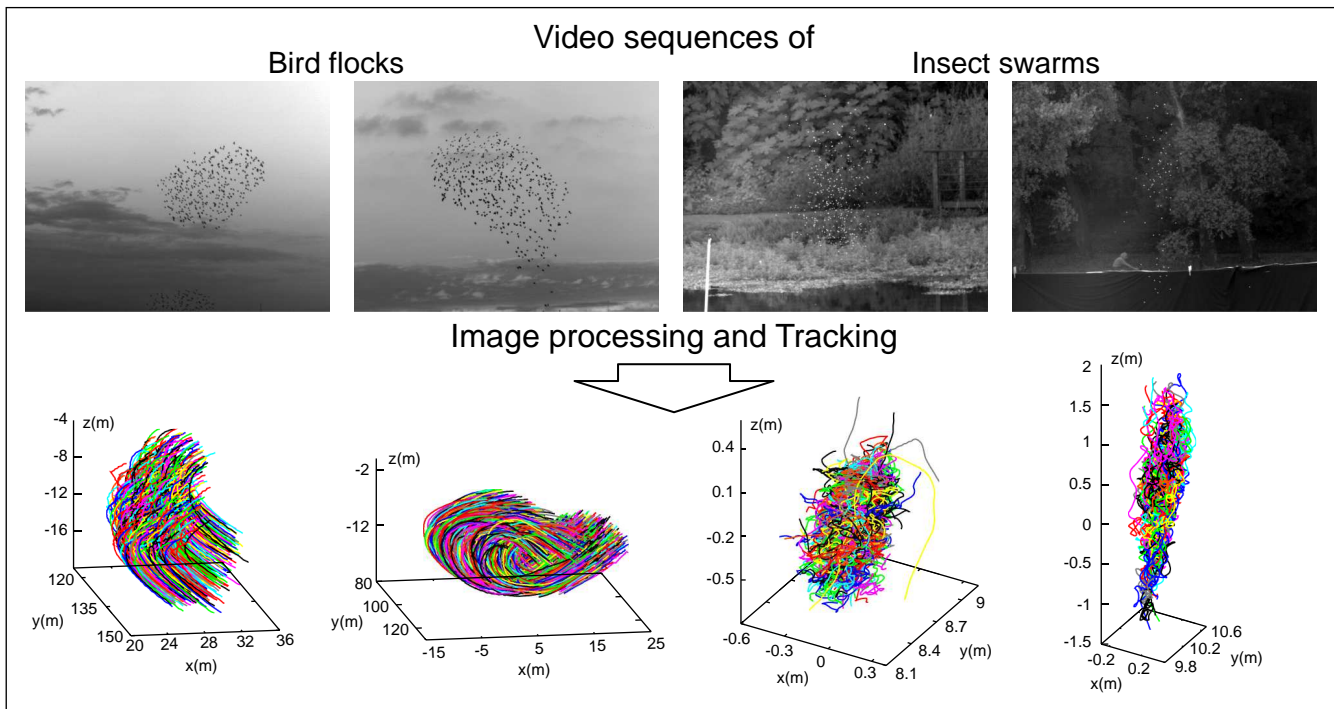 Video sequences of
Bird flocks
Insect swarms
Image processing and Tracking
z(m)
-4
-8
-12
-16
120
135
150
y(m)
20
24
28
32
36
x(m)
z(m)
-2
-12
80
100
120
y(m)
-15
-5
5
15
25
x(m)
z(m)
0.4
0.1
-0.2
-0.5
-0.6
-0.3
0
0.3
x(m)
8.1
8.4
8.7
9
y(m)
z(m)
2
1.5
1
0.5
0
-0.5
-1
-1.5
-0.2
0.2
x(m)
9.8
10.2
10.6
y(m)